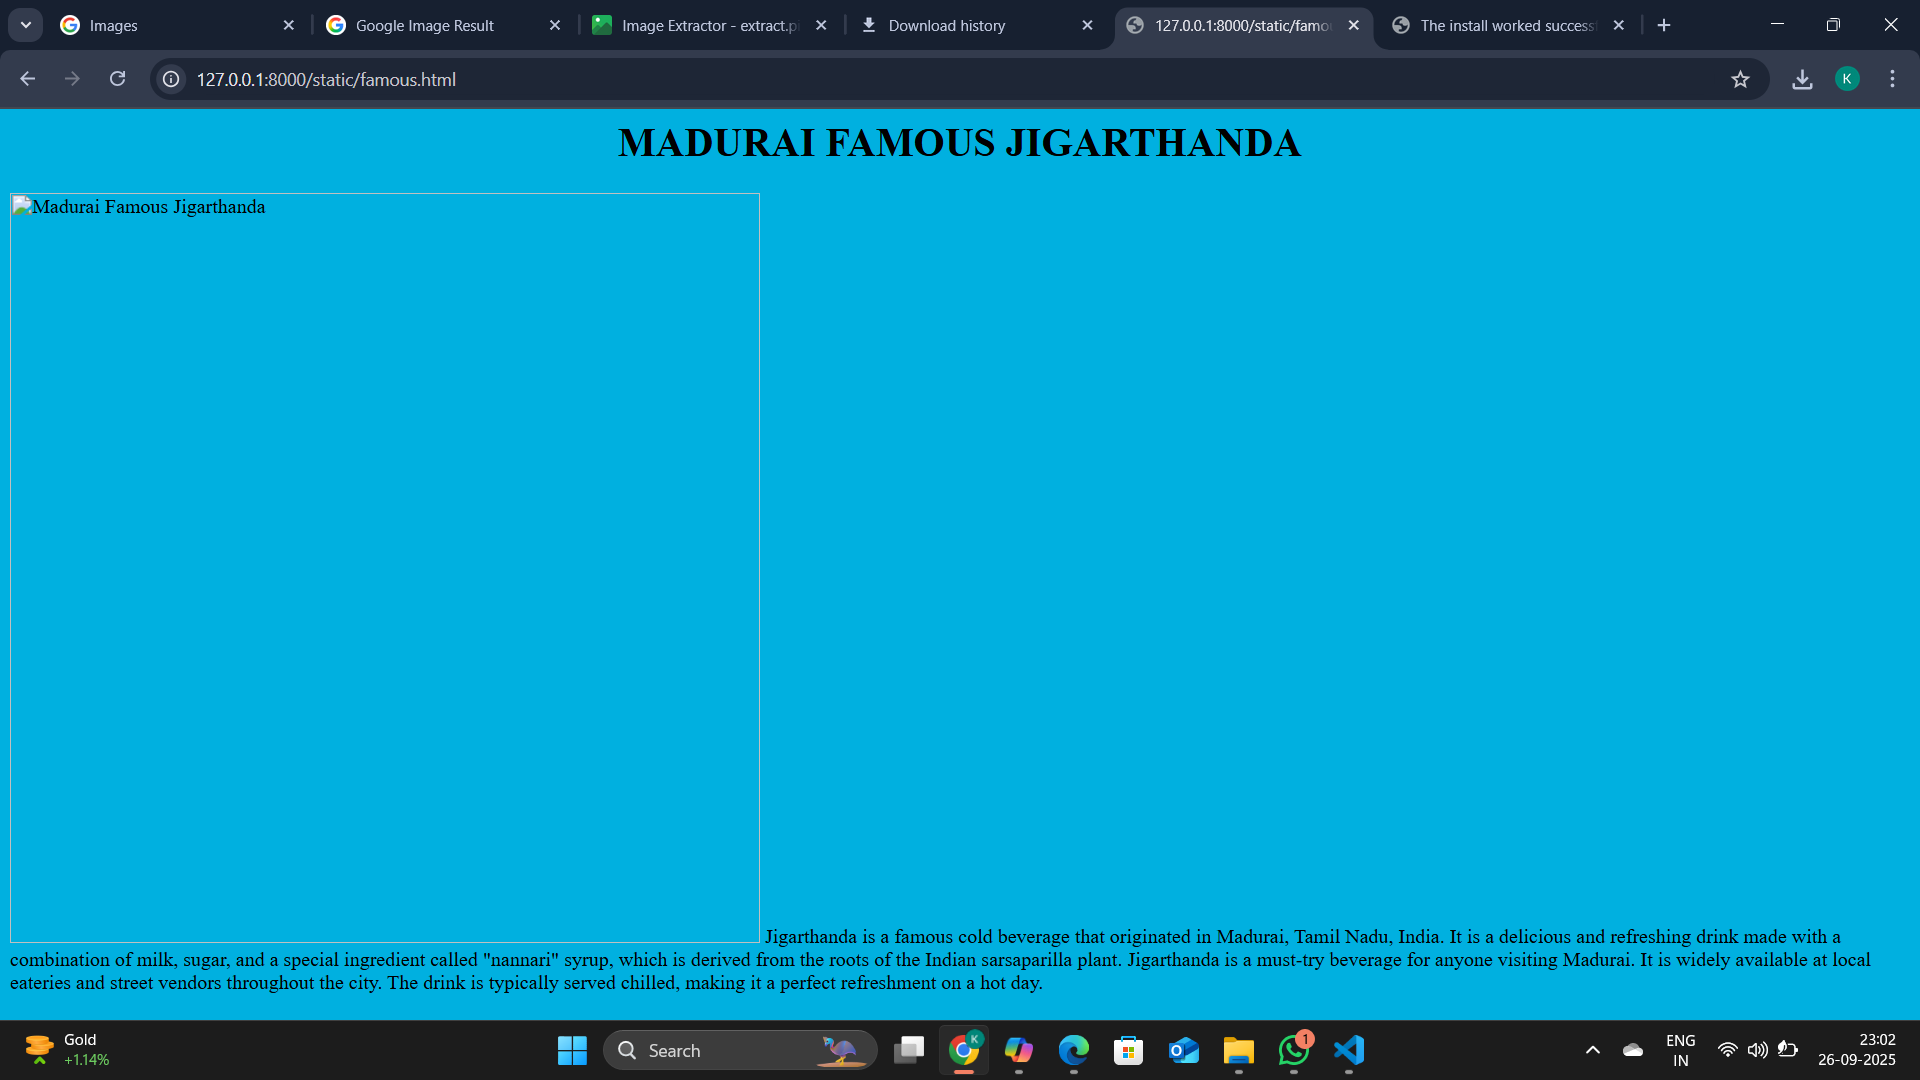 Images
Google Image Result
Image Extractor - extract.p
Download history
127.0.0.1:8000/static/famo
The install worked success
127.0.0.1:8000/static/famous.html
K
MADURAI FAMOUS JIGARTHANDA
Madurai Famous Jigarthanda
Jigarthanda is a famous cold beverage that originated in Madurai, Tamil Nadu, India. It is a delicious and refreshing drink made with a
combination of milk, sugar, and a special ingredient called "nannari" syrup, which is derived from the roots of the Indian sarsaparilla plant. Jigarthanda is a must-try beverage for anyone visiting Madurai. It is widely available at local
eateries and street vendors throughout the city. The drink is typically served chilled, making it a perfect refreshment on a hot day.
Gold
+1.14%
Search
K
1
ENG
IN
23:02
26-09-2025